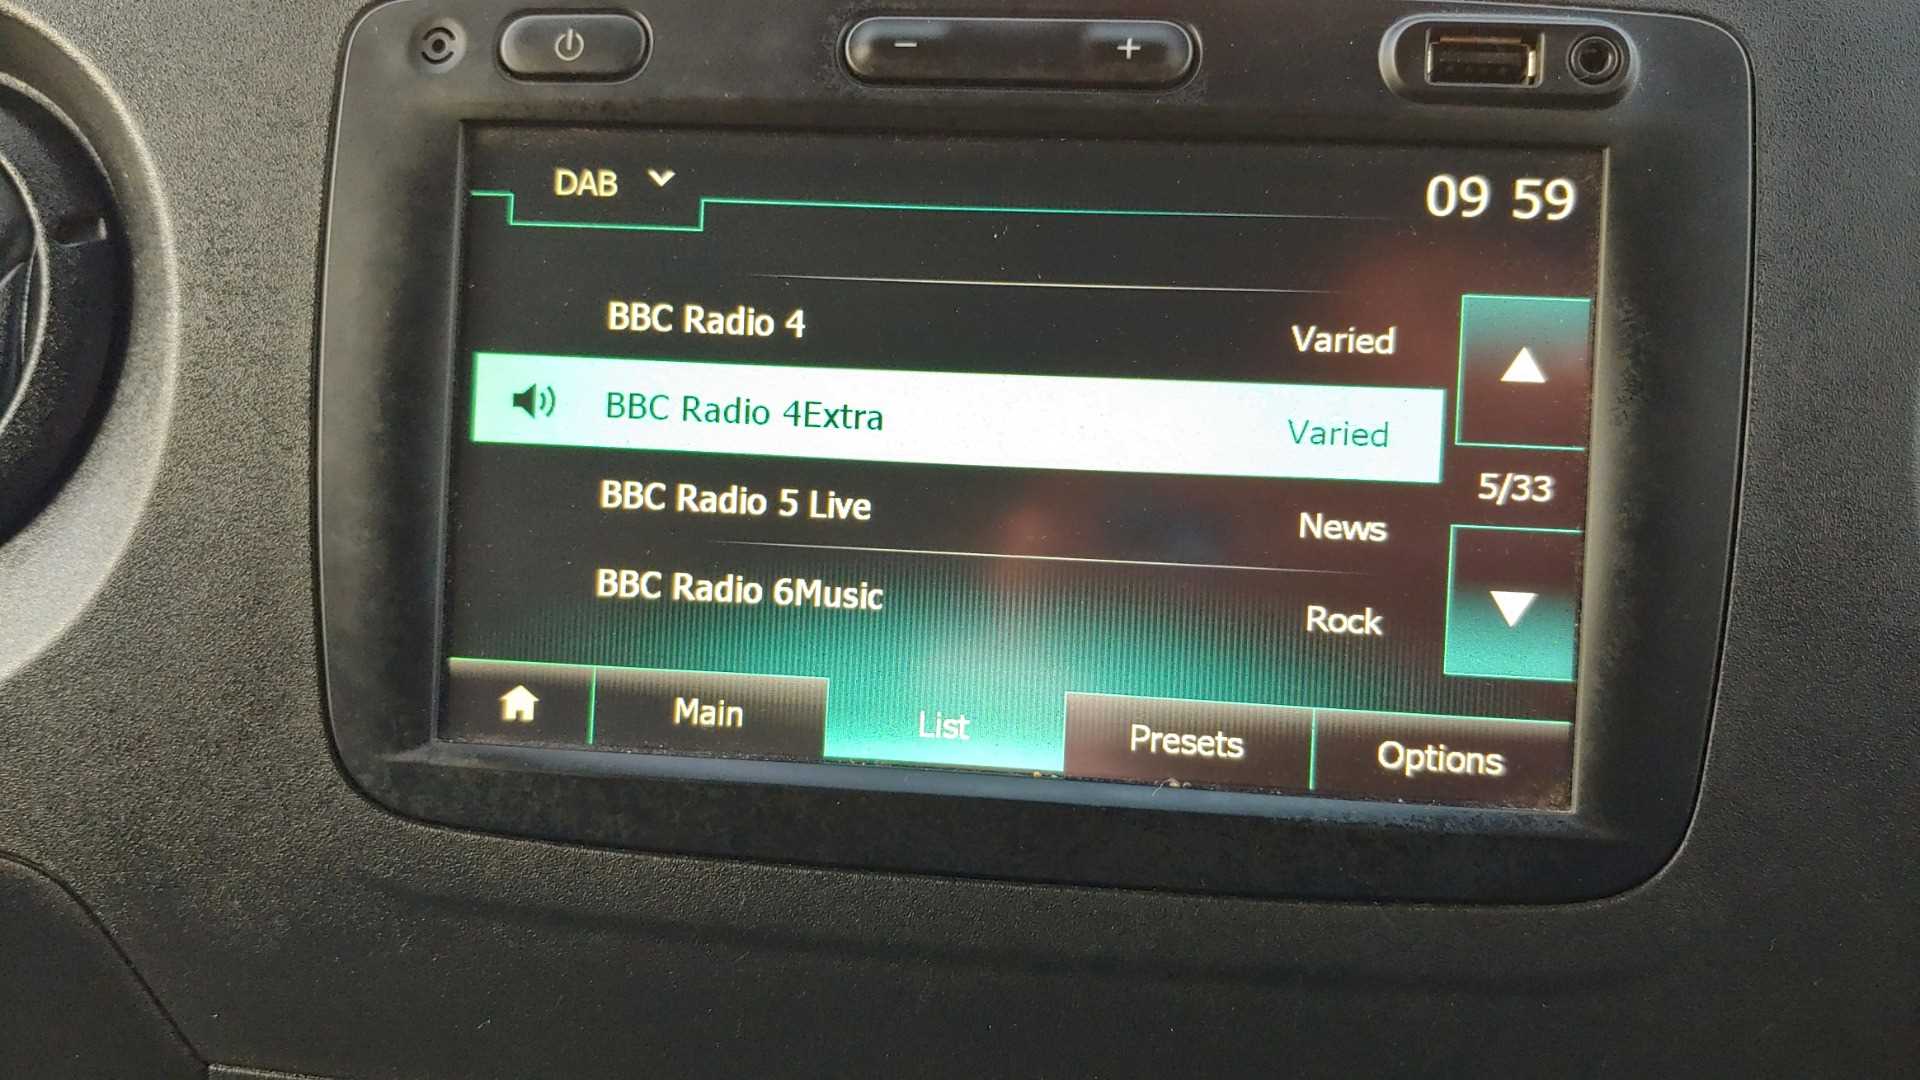 DAB
09 59
BBC Radio 4 Varied
BBC Radio 4Extra Varied
5/33
BBC Radio 5 Live News
BBC Radio 6Music Rock
Main List Presets Options